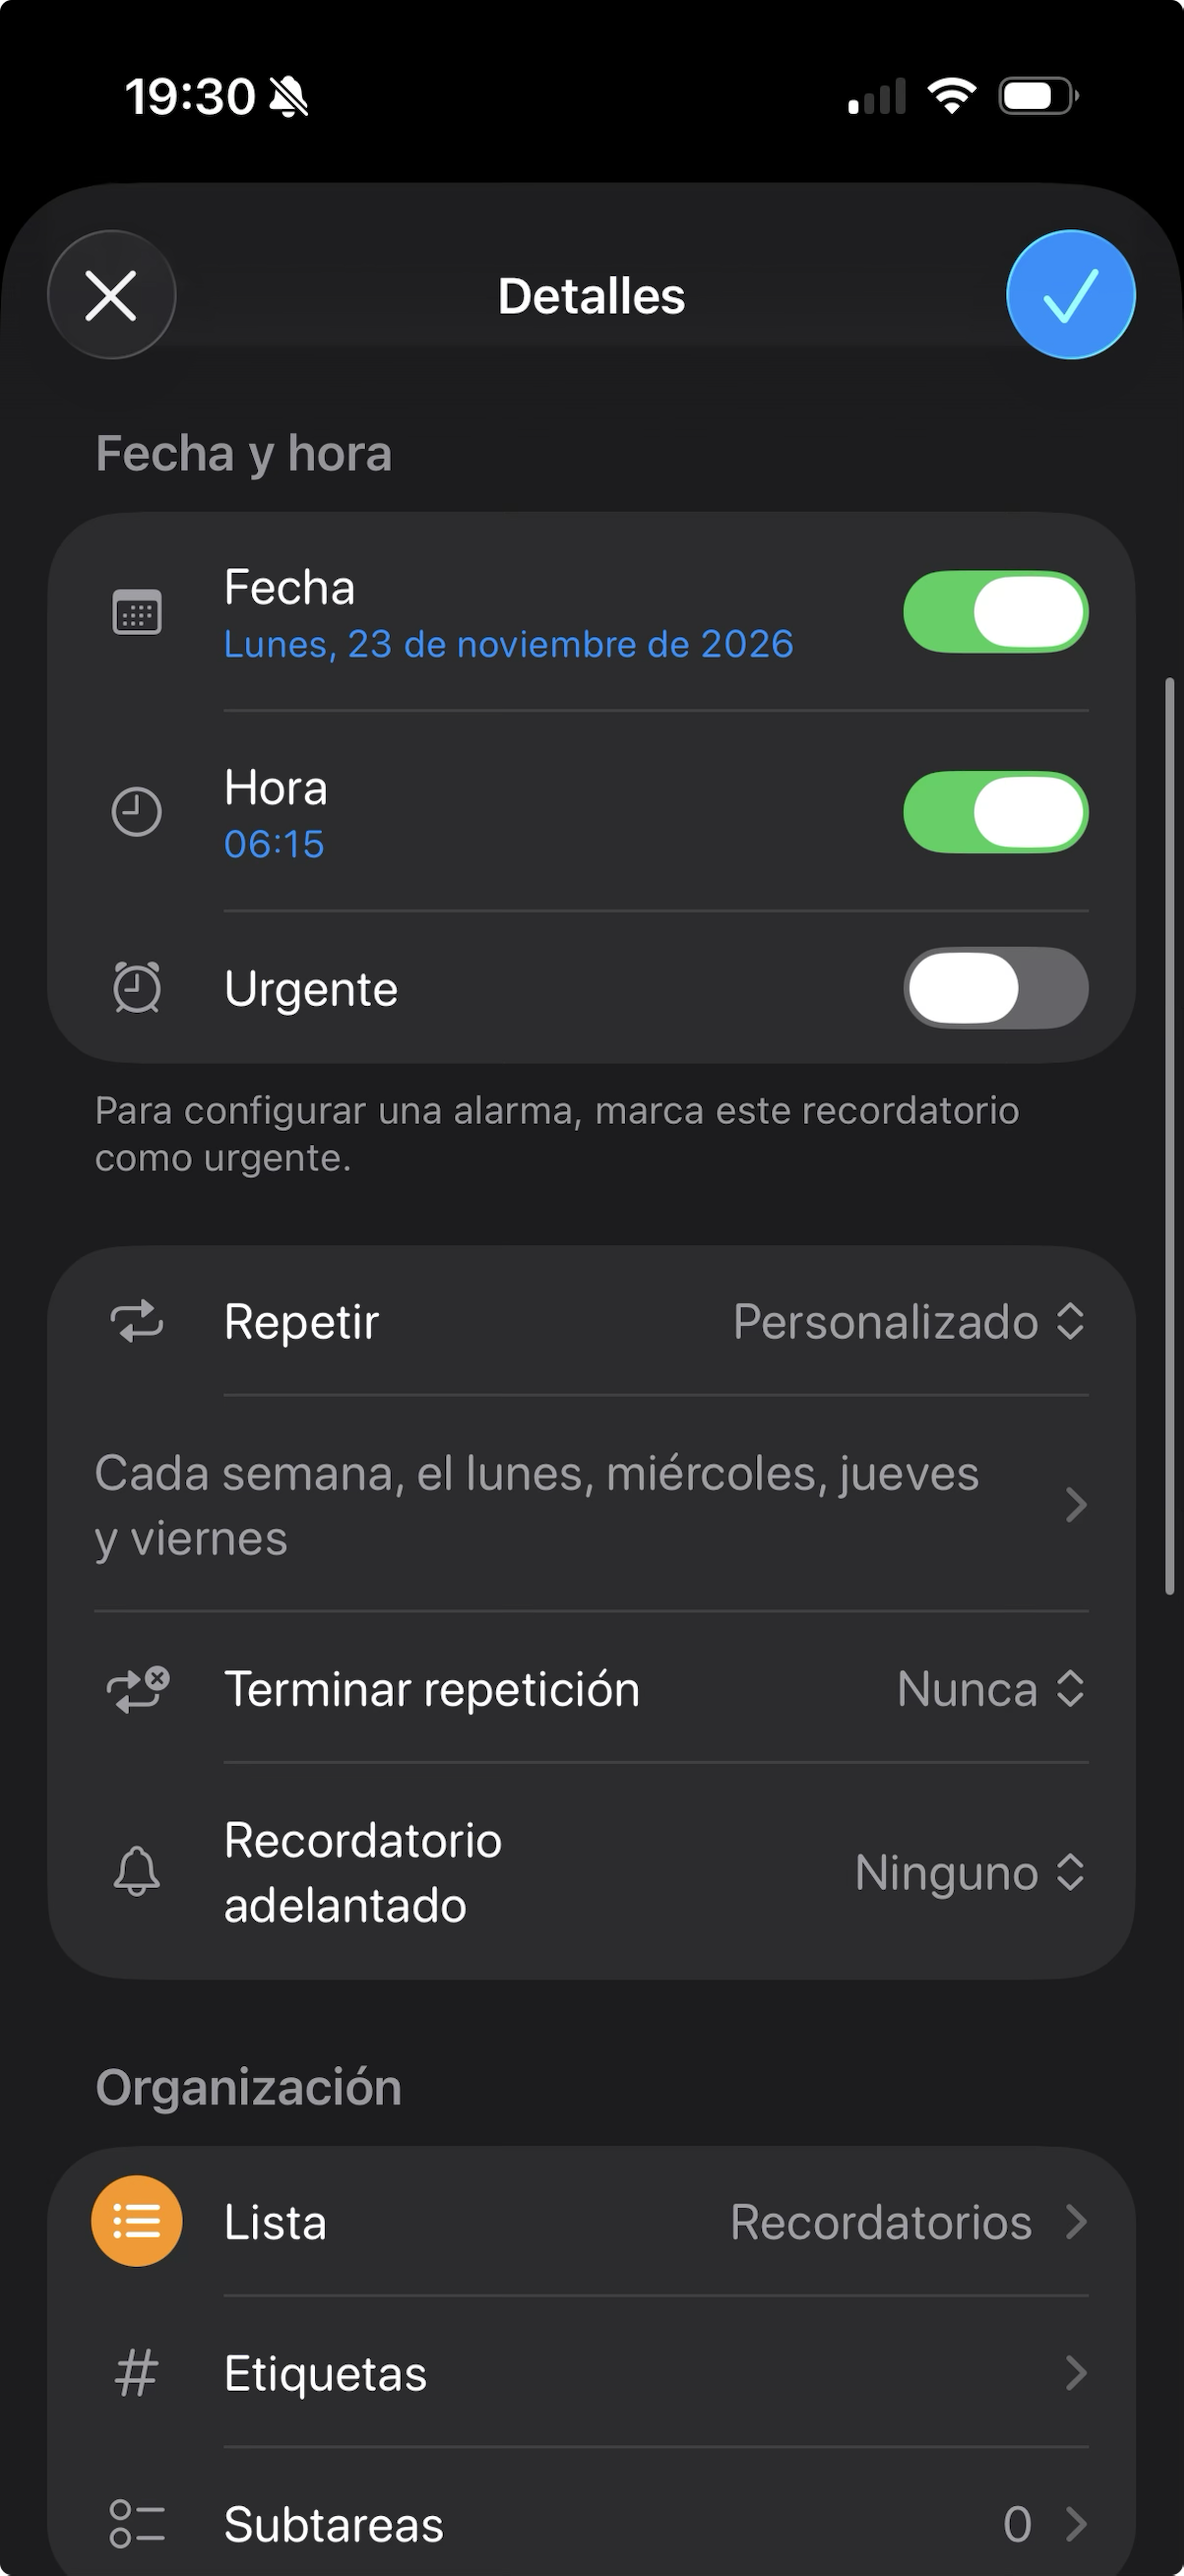 19:30
Detalles
Fecha y hora
Fecha
Lunes, 23 de noviembre de 2026
Hora
06:15
Urgente
Para configurar una alarma, marca este recordatorio
como urgente.
Repetir Personalizado
Cada semana, el lunes, miércoles, jueves
y viernes
Terminar repetición Nunca
Recordatorio
adelantado
Ninguno
Organización
Lista Recordatorios
# Etiquetas
Subtareas 0